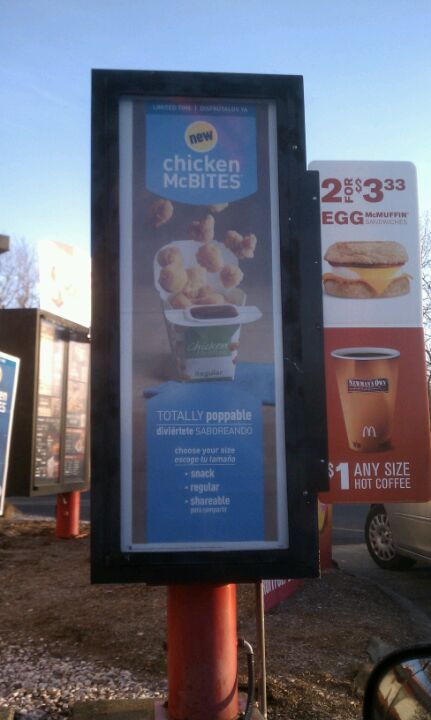 LIMITED TIME | DISFRÚTALOS YA
new
chicken
McBITES
Chicken
Regular
TOTALLY poppable
diviértete SABOREANDO
choose your size
escoge tu tamaño
• snack
• regular
• shareable
para compartir
2 FOR $3 33
EGG McMUFFIN
SANDWICHES
NEWMAN'S OWN
$1 ANY SIZE
HOT COFFEE